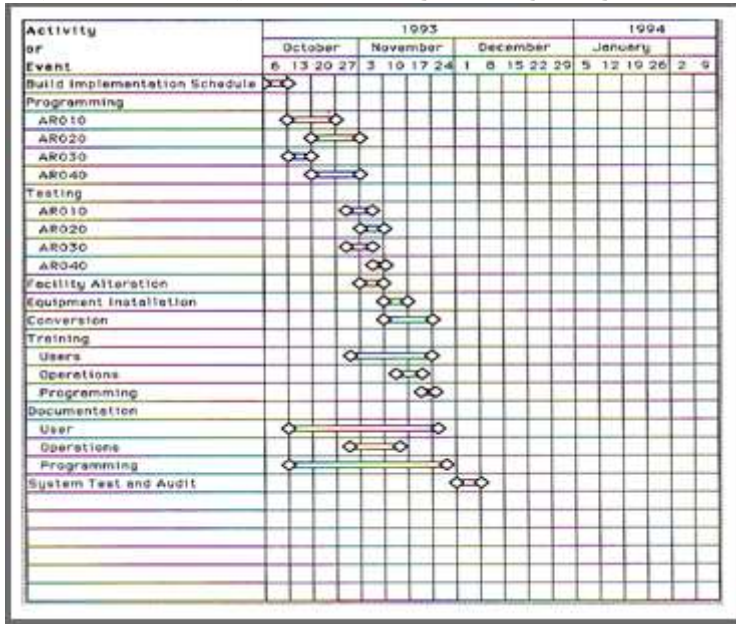 Activity
or
Event
1993
1994
October
November
December
January
6 13 20 27 3 10 17 24 1 8 15 22 29 5 12 19 26 2 9
Build Implementation Schedule
Programming
AR010
AR020
AR030
AR040
Testing
AR010
AR020
AR030
AR040
Facility Alteration
Equipment Installation
Conversion
Training
Users
Operations
Programming
Documentation
User
Operations
Programming
System Test and Audit